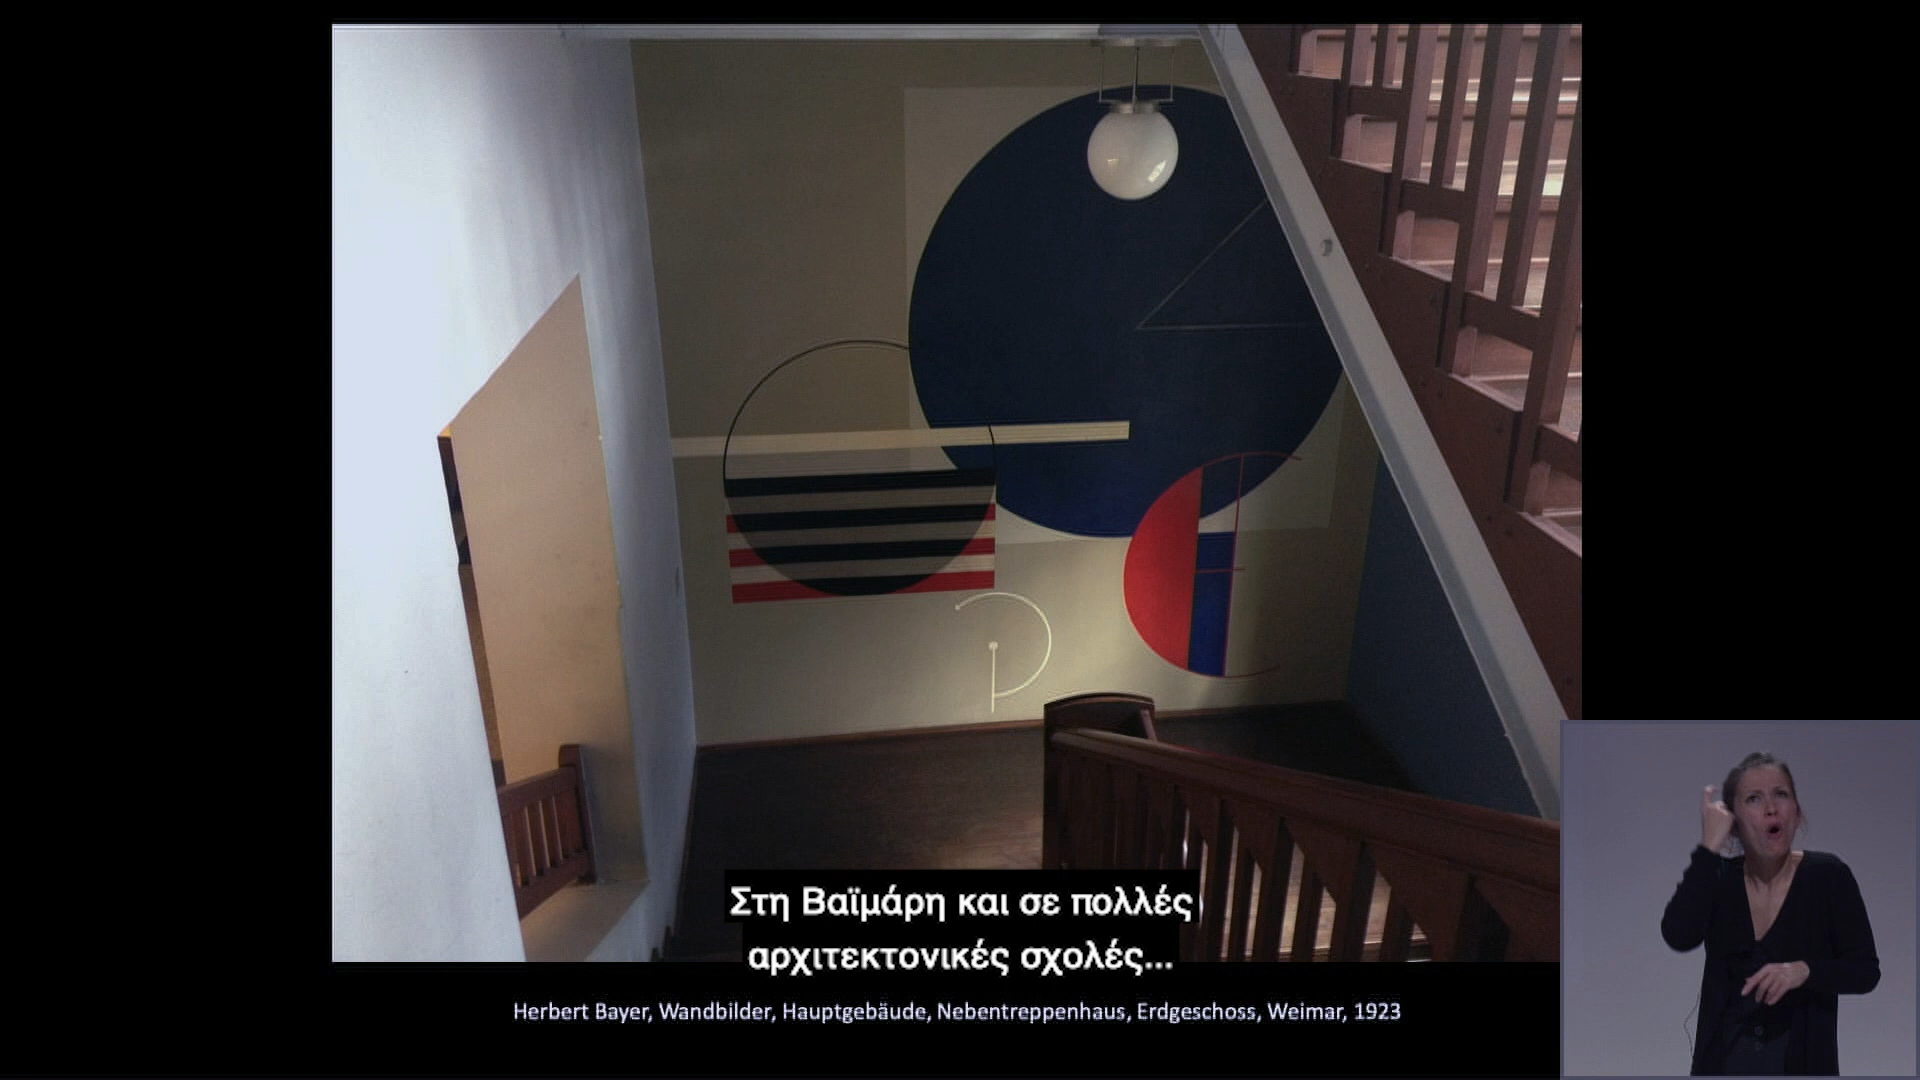 Στη Βαϊμάρη και σε πολλές
αρχιτεκτονικές σχολές...
Herbert Bayer, Wandbilder, Hauptgebäude, Nebentreppenhaus, Erdgeschoss, Weimar, 1923